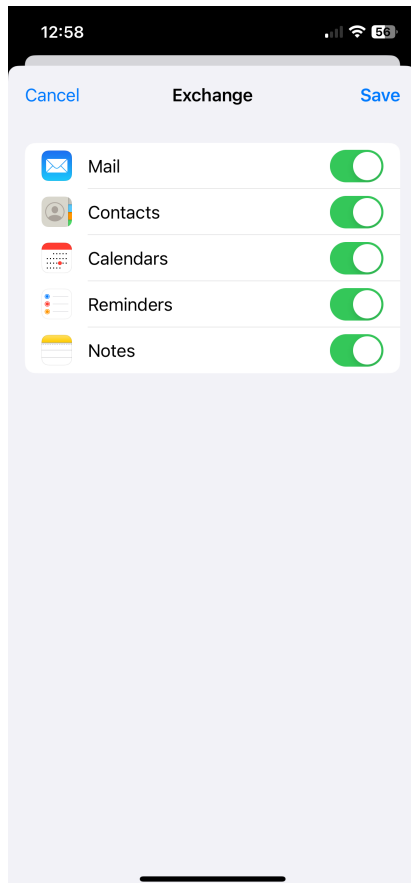 12:58
56
Cancel Exchange Save
Mail
Contacts
Calendars
Reminders
Notes